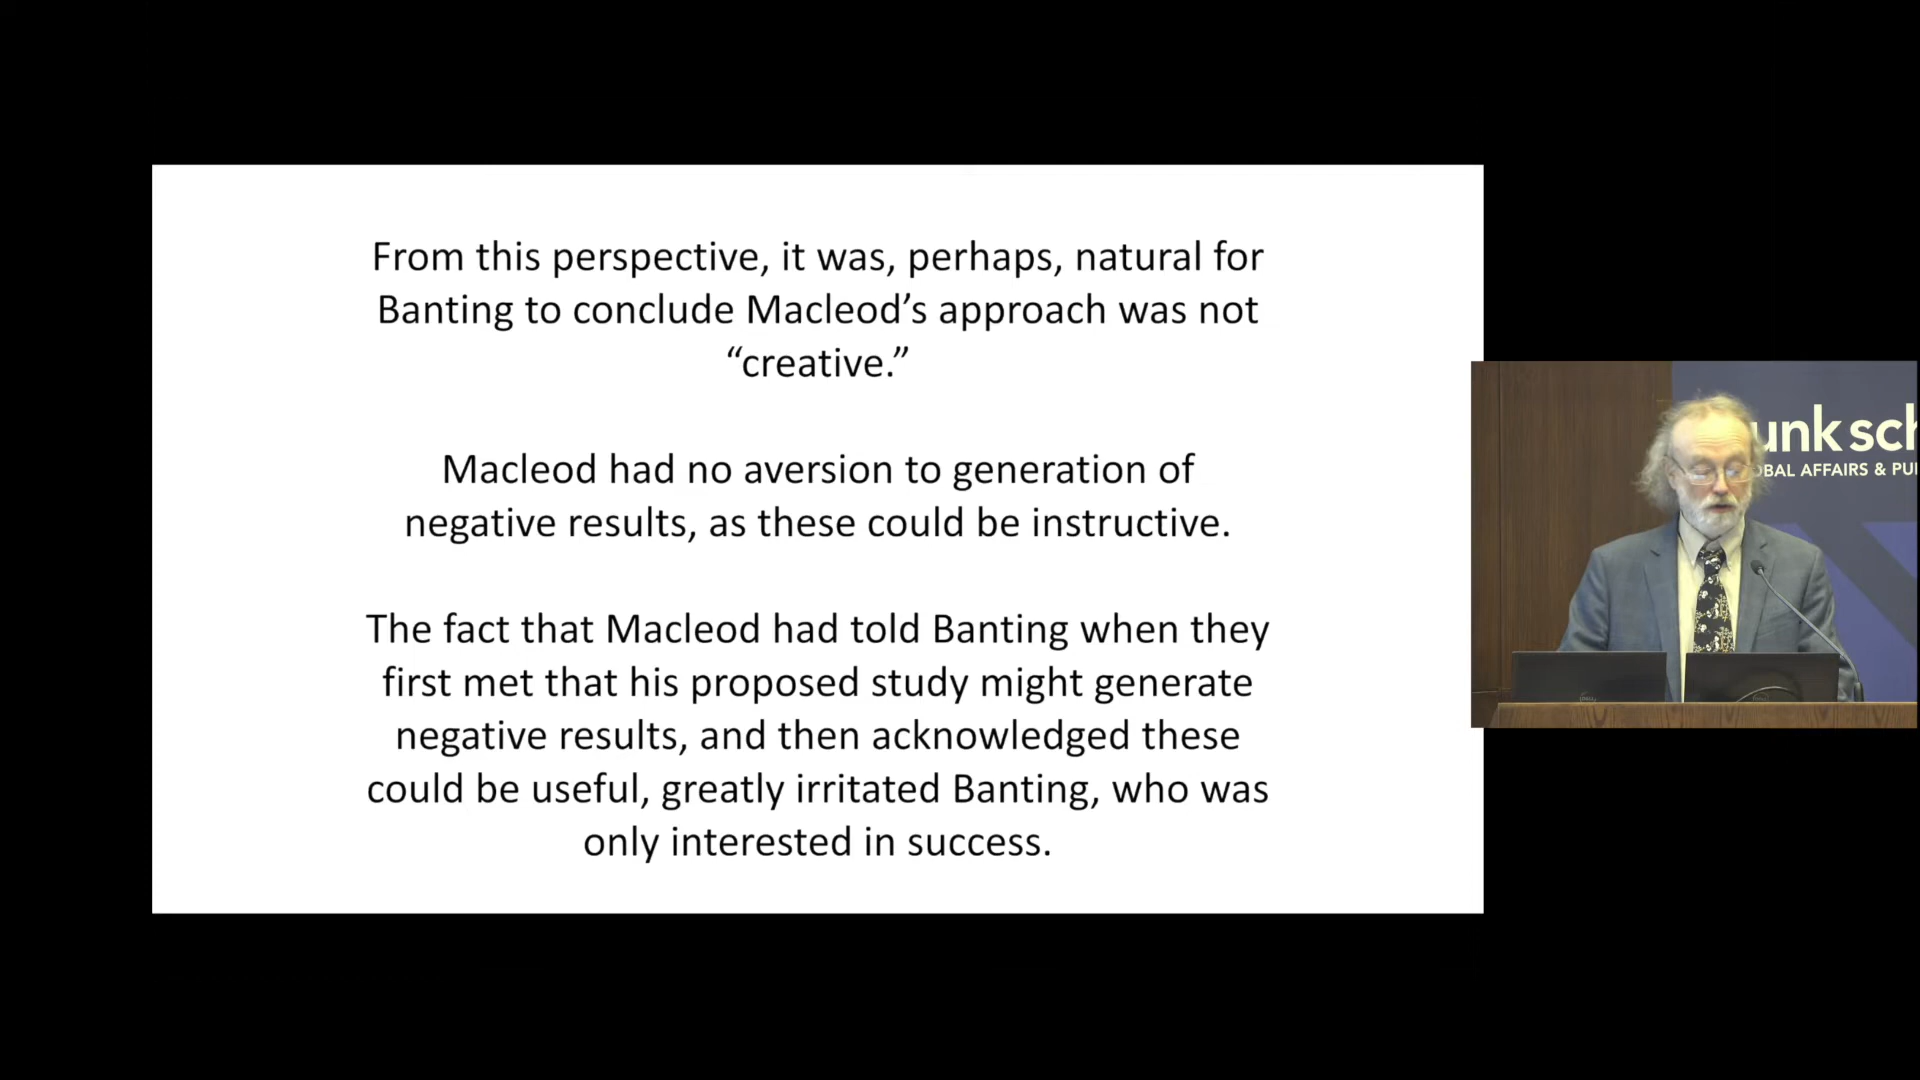 From this perspective, it was, perhaps, natural for
Banting to conclude Macleod’s approach was not
“creative.”
Macleod had no aversion to generation of
negative results, as these could be instructive.
The fact that Macleod had told Banting when they
first met that his proposed study might generate
negative results, and then acknowledged these
could be useful, greatly irritated Banting, who was
only interested in success.
unk sch
OBAL AFFAIRS & PU